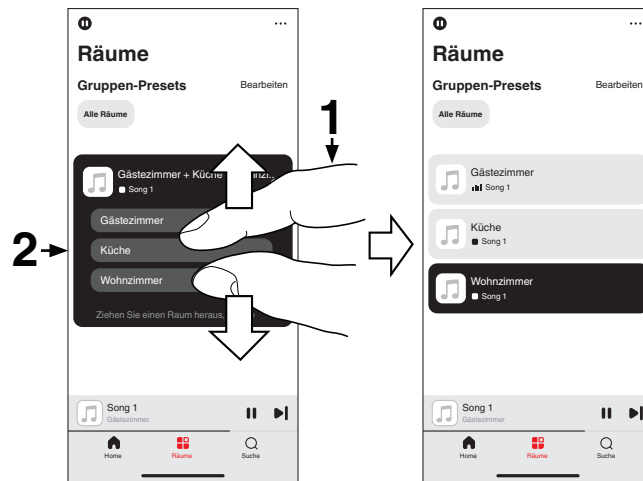 Räume
Gruppen-Presets Bearbeiten
Alle Räume
1
Gästezimmer + Küche
Song 1
Gästezimmer
2
Küche
Wohnzimmer
Ziehen Sie einen Raum heraus,
Song 1
Gästezimmer
Home Räume Suche
Räume
Gruppen-Presets Bearbeiten
Alle Räume
Gästezimmer
Song 1
Küche
Song 1
Wohnzimmer
Song 1
Song 1
Gästezimmer
Home Räume Suche